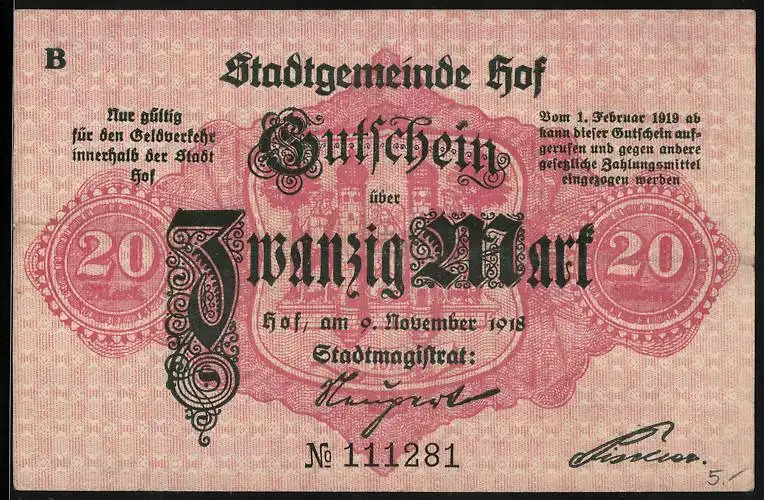 B
Stadtgemeinde Hof
Nur gültig
für den Geldverkehr
innerhalb der Stadt
Hof
Gutschein
über
Zwanzig Mark
Vom 1. Februar 1919 ab
kann dieser Gutschein auf-
gerufen und gegen andere
gesetzliche Zahlungsmittel
eingezogen werden
20
20
Hof, am 9. November 1918
Stadtmagistrat:
Neupert
№ 111281
5.-